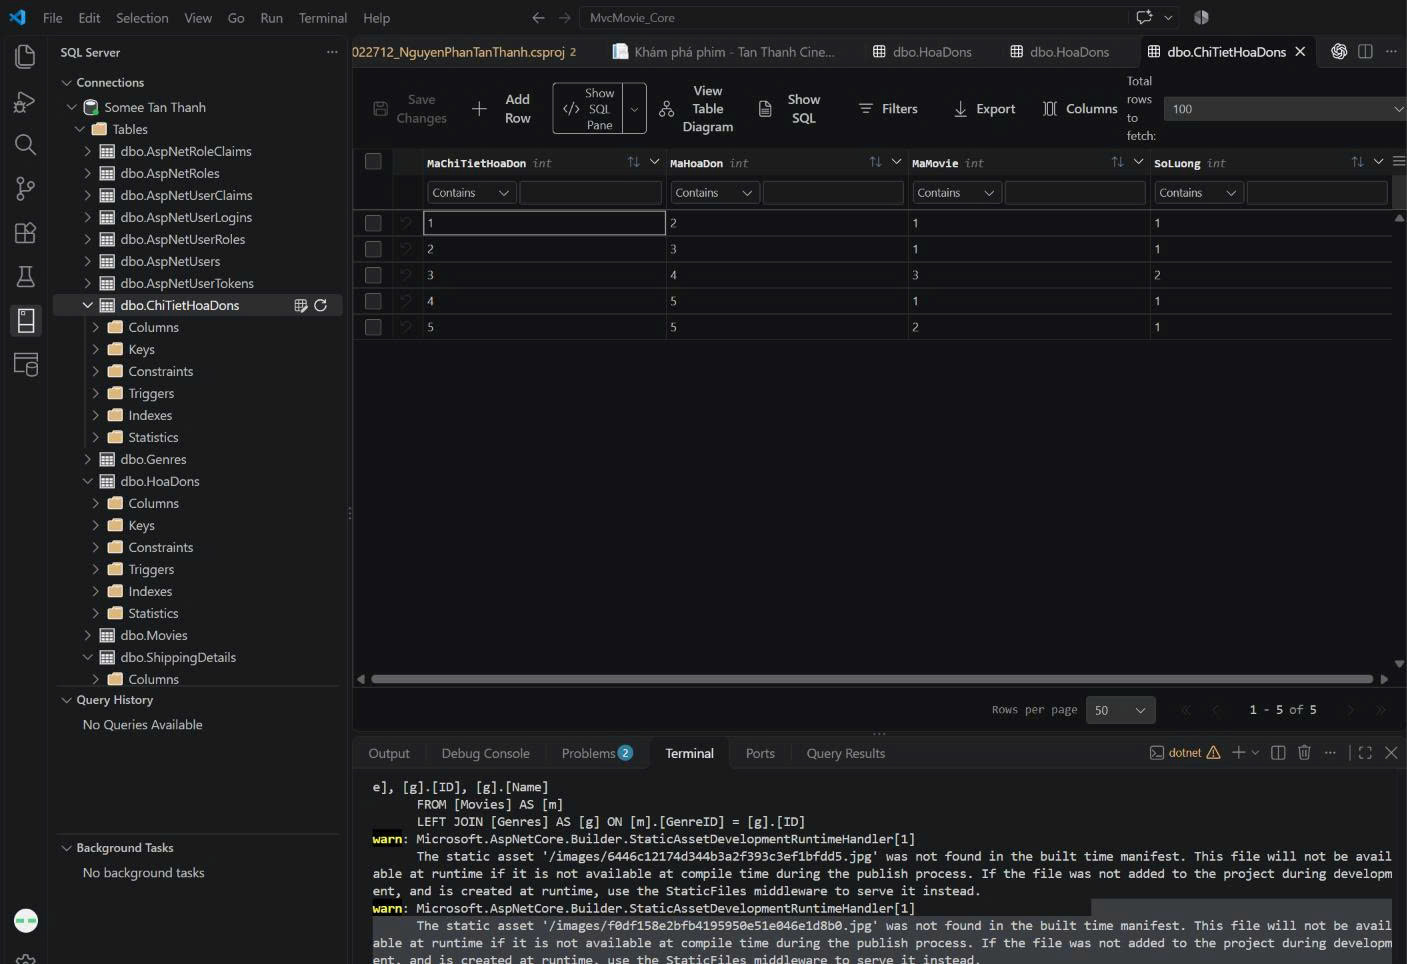 File Edit Selection View Go Run Terminal Help
MvcMovie_Core
SQL Server
Connections
Somee Tan Thanh
Tables
dbo.AspNetRoleClaims
dbo.AspNetRoles
dbo.AspNetUserClaims
dbo.AspNetUserLogins
dbo.AspNetUserRoles
dbo.AspNetUsers
dbo.AspNetUserTokens
dbo.ChiTietHoaDons
Columns
Keys
Constraints
Triggers
Indexes
Statistics
dbo.Genres
dbo.HoaDons
Columns
Keys
Constraints
Triggers
Indexes
Statistics
dbo.Movies
dbo.ShippingDetails
Columns
Query History
No Queries Available
Background Tasks
No background tasks
022712_NguyenPhanTanThanh.csproj 2
Khám phá phim - Tan Thanh Cine...
dbo.HoaDons
dbo.HoaDons
dbo.ChiTietHoaDons
Save Changes
Add Row
Show SQL Pane
View Table Diagram
Show SQL
Filters
Export
Columns
Total rows to fetch:
100
MaChiTietHoaDon int MaHoaDon int MaMovie int SoLuong int
Contains Contains Contains Contains
1 2 1 1
2 3 1 1
3 4 3 2
4 5 1 1
5 5 2 1
Rows per page 50 1 - 5 of 5
Output Debug Console Problems 2 Terminal Ports Query Results
dotnet
e], [g].[ID], [g].[Name]
FROM [Movies] AS [m]
LEFT JOIN [Genres] AS [g] ON [m].[GenreID] = [g].[ID]
warn: Microsoft.AspNetCore.Builder.StaticAssetDevelopmentRuntimeHandler[1]
The static asset '/images/6446c12174d344b3a2f393c3ef1bfdd5.jpg' was not found in the built time manifest. This file will not be avail
able at runtime if it is not available at compile time during the publish process. If the file was not added to the project during developm
ent, and is created at runtime, use the StaticFiles middleware to serve it instead.
warn: Microsoft.AspNetCore.Builder.StaticAssetDevelopmentRuntimeHandler[1]
The static asset '/images/f0df158e2bfb4195950e51e046e1d8b0.jpg' was not found in the built time manifest. This file will not be avail
able at runtime if it is not available at compile time during the publish process. If the file was not added to the project during developm
ent, and is created at runtime, use the StaticFiles middleware to serve it instead.